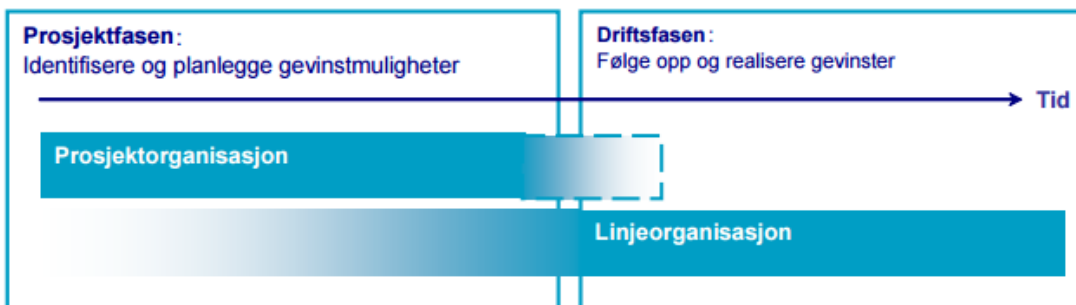 Prosjektfasen:
Identifisere og planlegge gevinstmuligheter
Driftsfasen:
Følge opp og realisere gevinster
Tid
Prosjektorganisasjon
Linjeorganisasjon